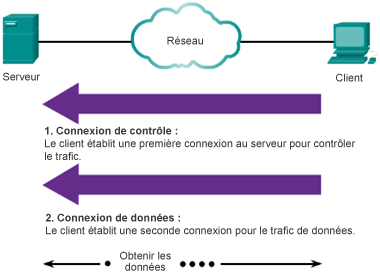 Réseau
Serveur
Client
1. Connexion de contrôle :
Le client établit une première connexion au serveur pour contrôler
le trafic.
2. Connexion de données :
Le client établit une seconde connexion pour le trafic de données.
Obtenir les
données